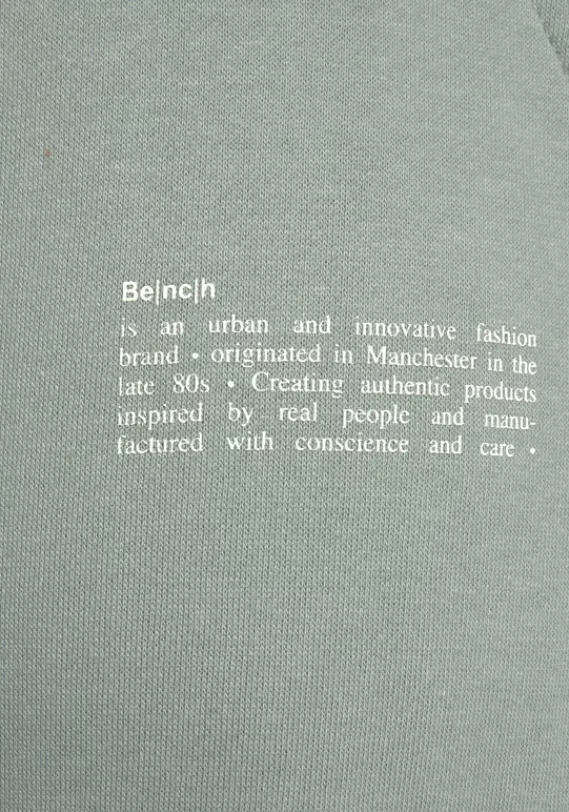 Be|nc|h
is an urban and innovative fashion
brand • originated in Manchester in the
late 80s • Creating authentic products
inspired by real people and manu-
factured with conscience and care •